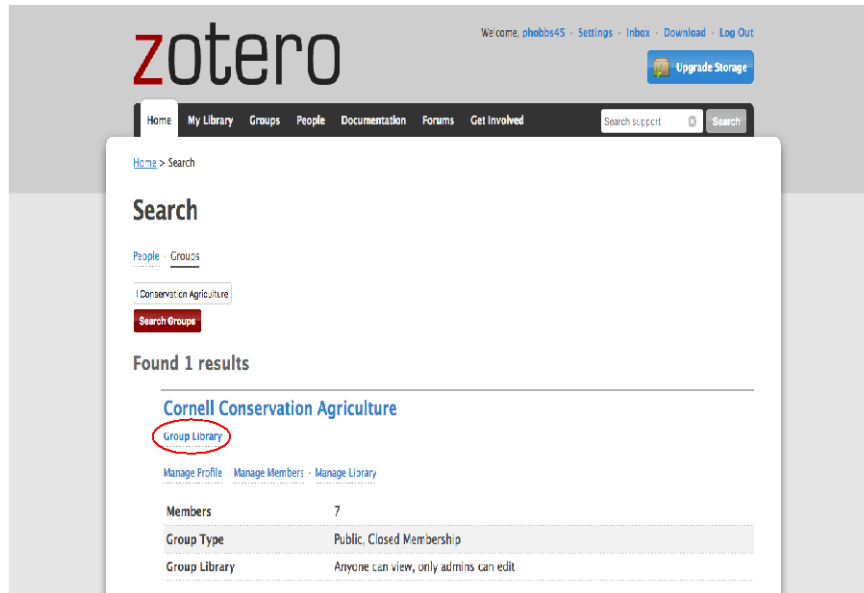 zotero
Welcome, phobbs45 · Settings · Inbox · Download · Log Out
Upgrade Storage
Home My Library Groups People Documentation Forums Get Involved Search support Search
Home > Search
Search
People · Groups
l Conservation Agriculture
Search Groups
Found 1 results
Cornell Conservation Agriculture
Group Library
Manage Profile · Manage Members · Manage Library
Members 7
Group Type Public, Closed Membership
Group Library Anyone can view, only admins can edit